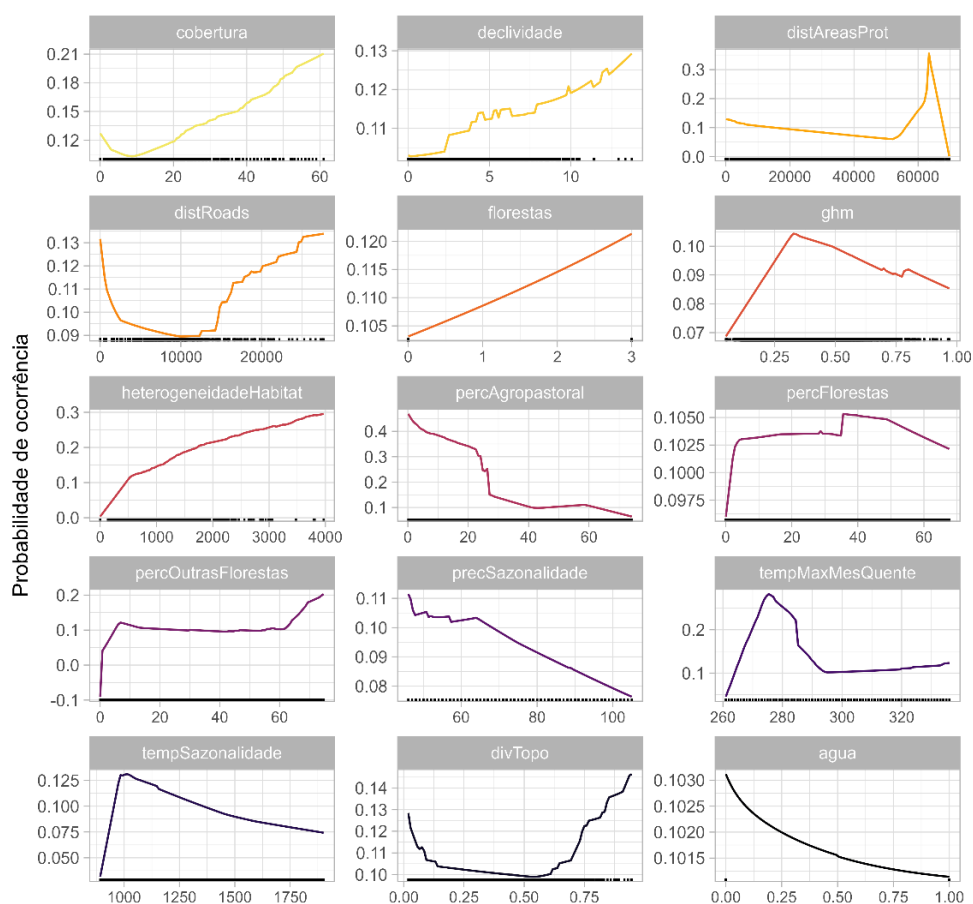 cobertura
0.21
0.18
0.15
0.12
0 20 40 60
declividade
0.13
0.12
0.11
0 5 10
distAreasProt
0.3
0.2
0.1
0.0
0 20000 40000 60000
distRoads
0.13
0.12
0.11
0.10
0.09
0 10000 20000
florestas
0.120
0.115
0.110
0.105
0 1 2 3
ghm
0.10
0.09
0.08
0.07
0.25 0.50 0.75 1.00
heterogeneidadeHabitat
0.3
0.2
0.1
0.0
0 1000 2000 3000 4000
percAgropastoral
0.4
0.3
0.2
0.1
0 20 40 60
percFlorestas
0.1050
0.1025
0.1000
0.0975
0 20 40 60
percOutrasFlorestas
0.2
0.1
0.0
-0.1
0 20 40 60
precSazonalidade
0.11
0.10
0.09
0.08
60 80 100
tempMaxMesQuente
0.2
0.1
260 280 300 320
tempSazonalidade
0.125
0.100
0.075
0.050
1000 1250 1500 1750
divTopo
0.14
0.13
0.12
0.11
0.10
0.00 0.25 0.50 0.75
agua
0.1030
0.1025
0.1020
0.1015
0.00 0.25 0.50 0.75 1.00
Probabilidade de ocorrência